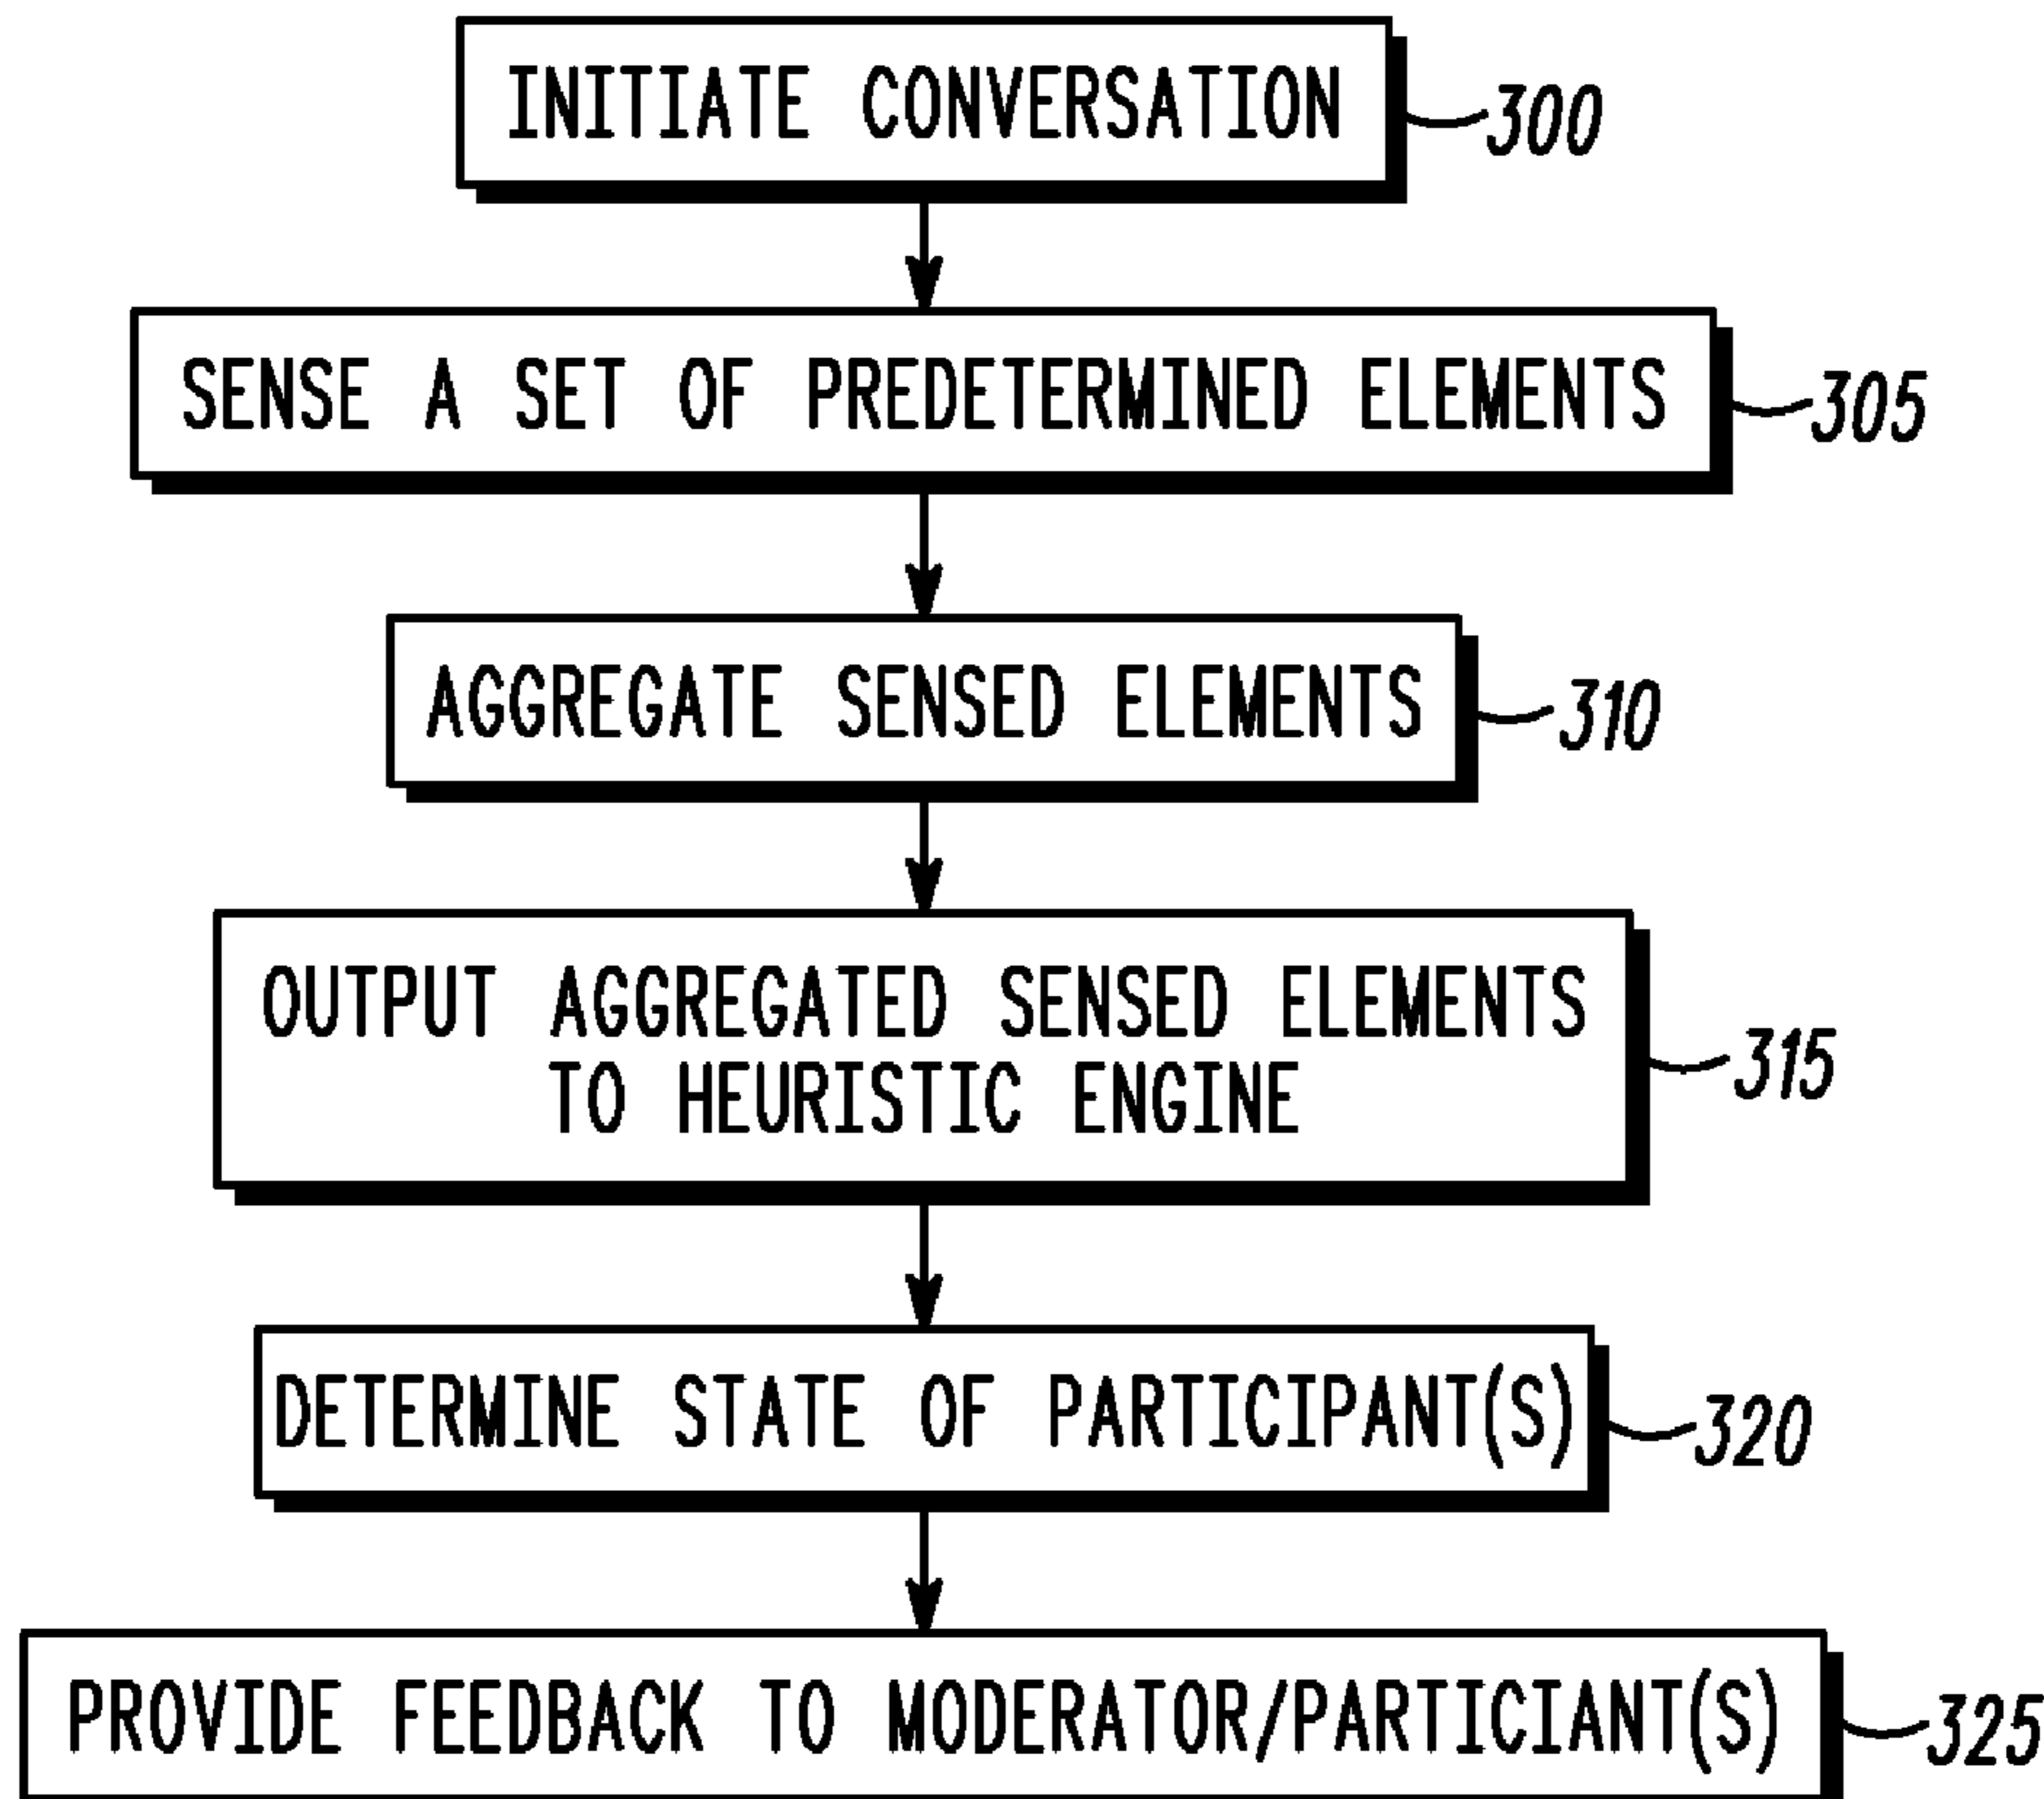 INITIATE CONVERSATION
300
SENSE A SET OF PREDETERMINED ELEMENTS
305
AGGREGATE SENSED ELEMENTS
310
OUTPUT AGGREGATED SENSED ELEMENTS
TO HEURISTIC ENGINE
315
DETERMINE STATE OF PARTICIPANT(S)
320
PROVIDE FEEDBACK TO MODERATOR/PARTICIANT(S)
325